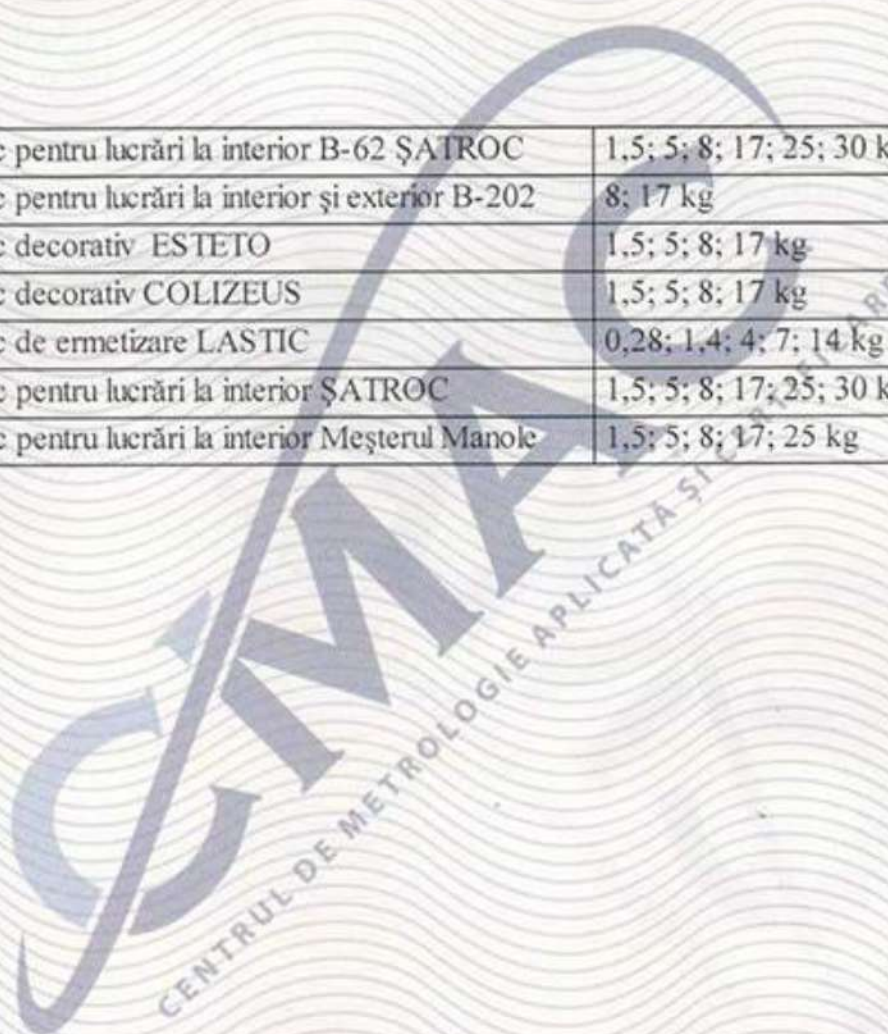 c pentru lucrări la interior B-62 ŞATROC 1,5; 5; 8; 17; 25; 30 k
c pentru lucrări la interior şi exterior B-202 8; 17 kg
c decorativ ESTETO 1,5; 5; 8; 17 kg
c decorativ COLIZEUS 1,5; 5; 8; 17 kg
c de ermetizare LASTIC 0,28; 1,4; 4; 7; 14 kg
c pentru lucrări la interior ŞATROC 1,5; 5; 8; 17; 25; 30 k
c pentru lucrări la interior Meşterul Manole 1,5; 5; 8; 17; 25 kg
CMAC
CENTRUL DE METROLOGIE APLICATĂ ŞI